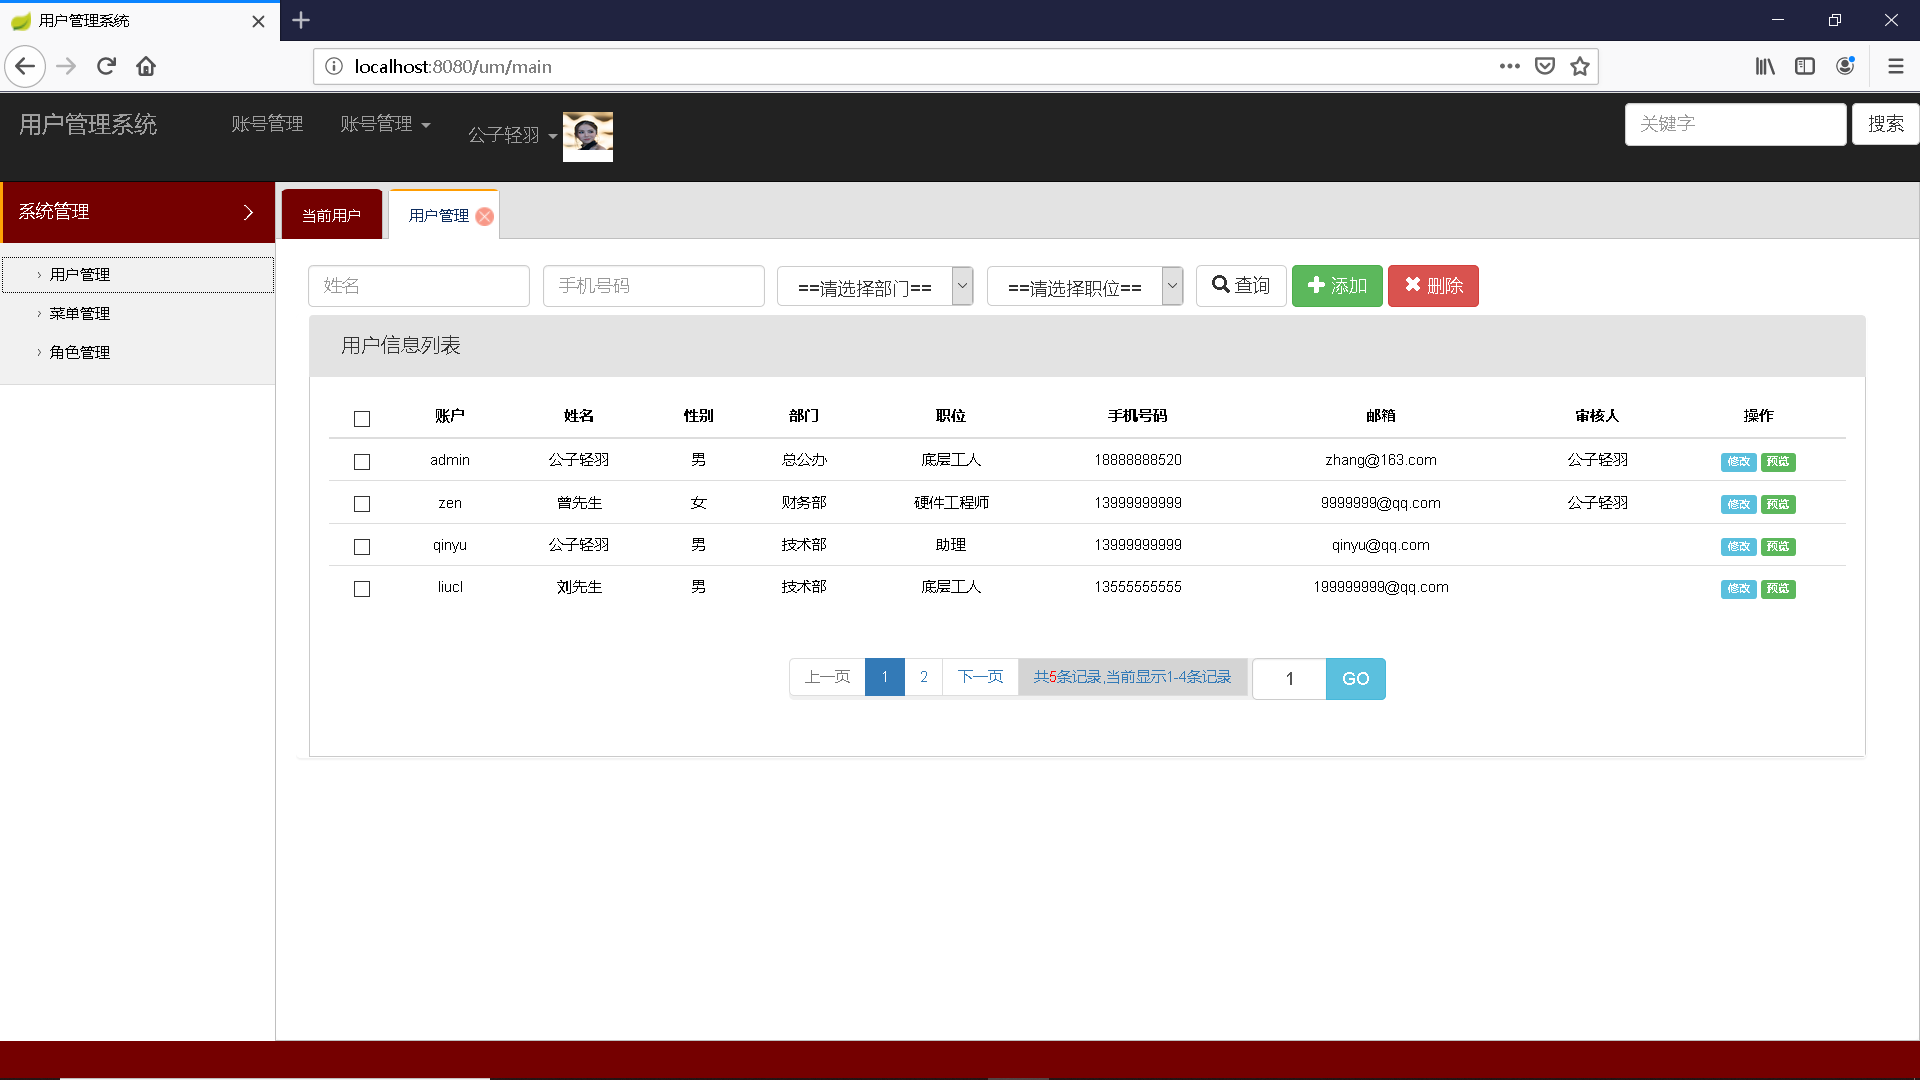 用户管理系统
localhost:8080/um/main
用户管理系统 账号管理 账号管理 公子轻羽 关键字 搜索
系统管理
用户管理
菜单管理
角色管理
当前用户 用户管理
姓名 手机号码 ==请选择部门== ==请选择职位== 查询 添加 删除
用户信息列表
账户 姓名 性别 部门 职位 手机号码 邮箱 审核人 操作
admin 公子轻羽 男 总公办 底层工人 18888888520 zhang@163.com 公子轻羽 修改 预览
zen 曾先生 女 财务部 硬件工程师 13999999999 9999999@qq.com 公子轻羽 修改 预览
qinyu 公子轻羽 男 技术部 助理 13999999999 qinyu@qq.com 修改 预览
liucl 刘先生 男 技术部 底层工人 13555555555 199999999@qq.com 修改 预览
上一页 1 2 下一页 共5条记录,当前显示1-4条记录 1 GO